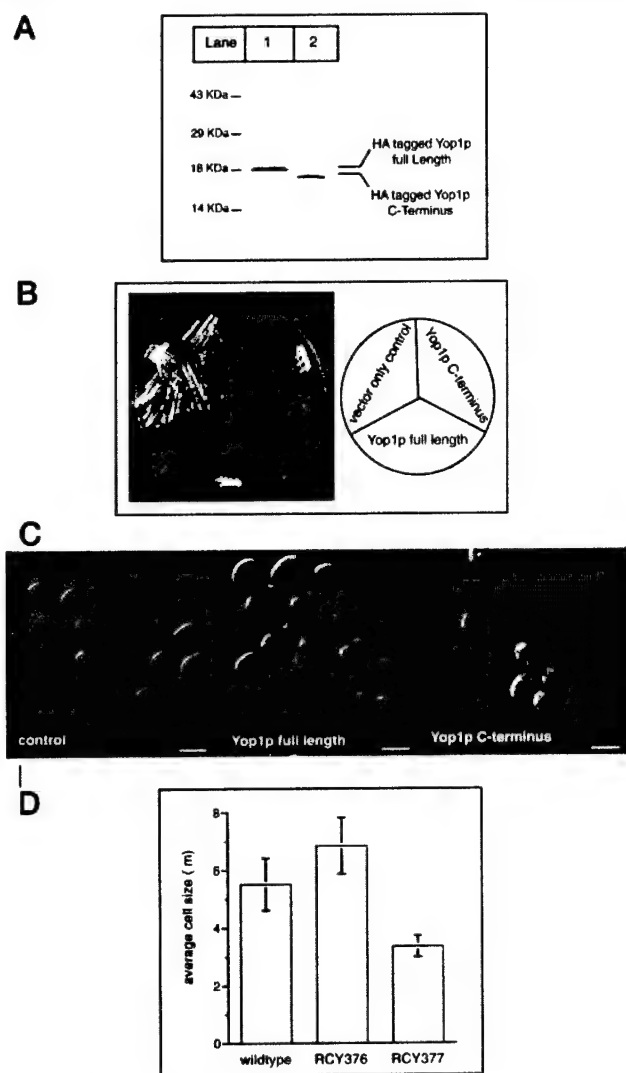 A
Lane 1 2
43 KDa
29 KDa
18 KDa
14 KDa
HA tagged Yop1p
full Length
HA tagged Yop1p
C-Terminus
B
vector only control
Yop1p C-terminus
Yop1p full length
C
control
Yop1p full length
Yop1p C-terminus
D
average cell size ( m)
8
6
4
2
0
wildtype RCY376 RCY377